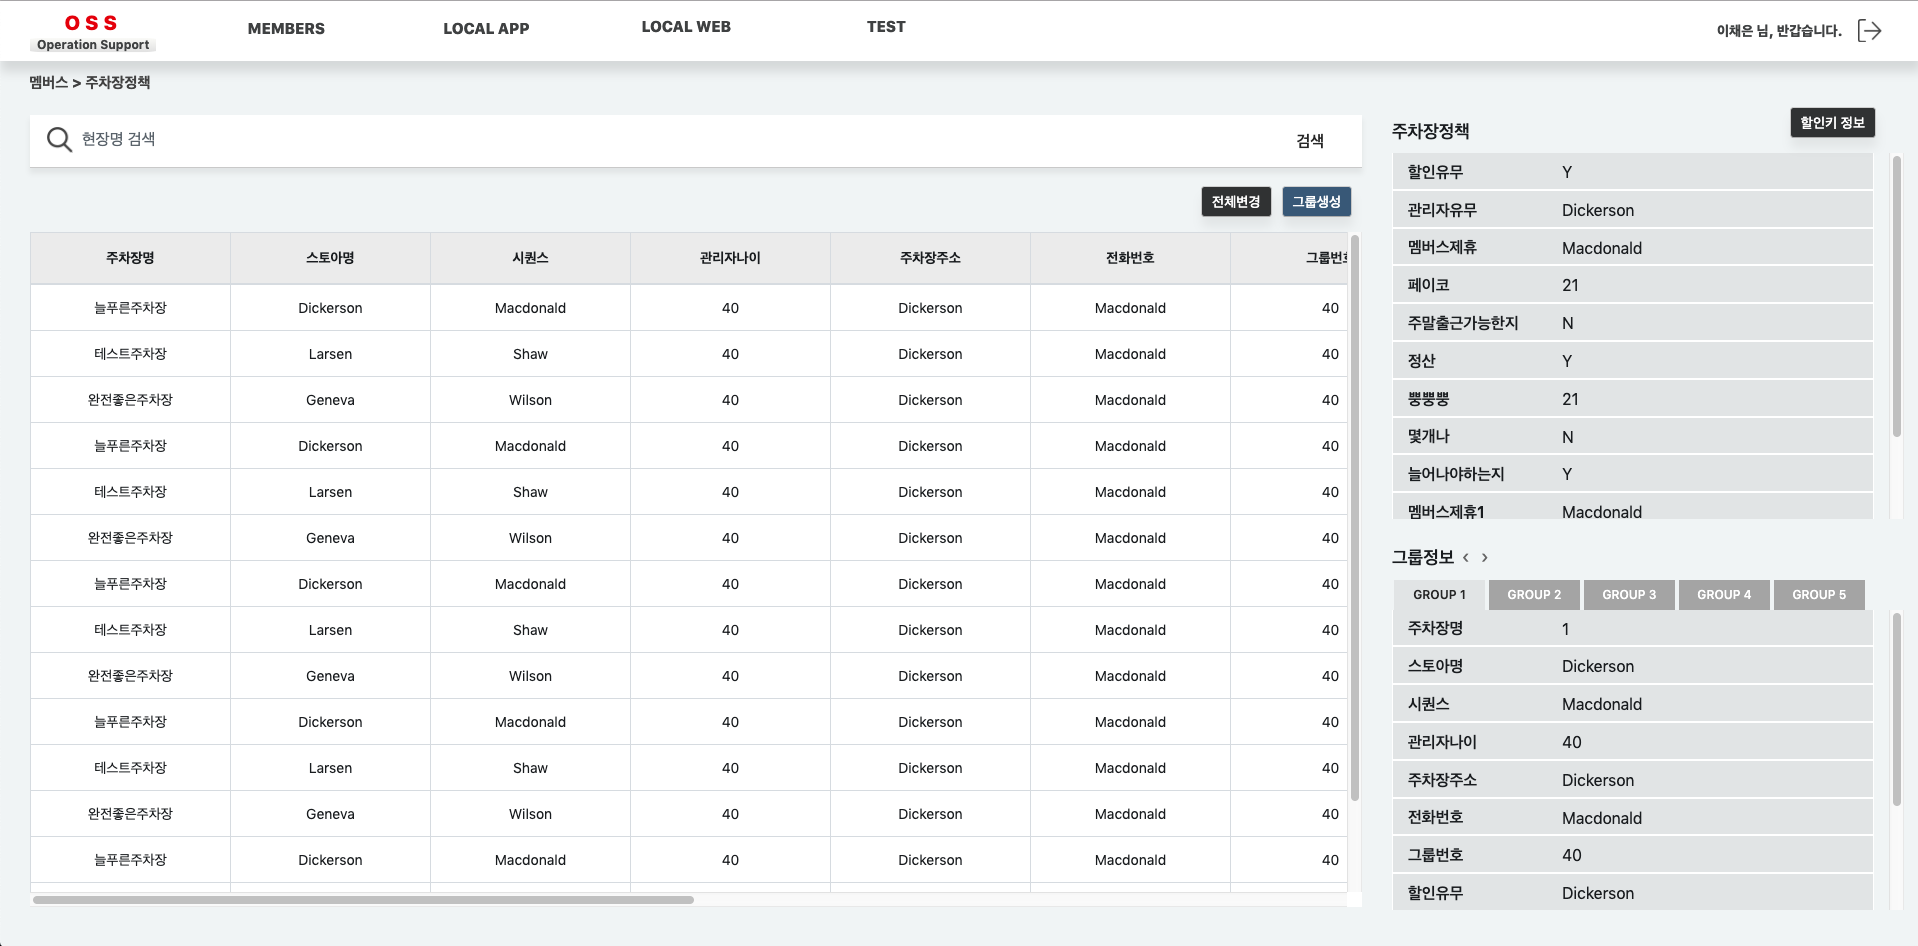 OSS
Operation Support
MEMBERS
LOCAL APP
LOCAL WEB
TEST
이채은 님, 반갑습니다.
멤버스 > 주차장정책
현장명 검색
검색
전체변경
그룹생성
주차장명 스토아명 시퀀스 관리자나이 주차장주소 전화번호 그룹번호
늘푸른주차장 Dickerson Macdonald 40 Dickerson Macdonald 40
테스트주차장 Larsen Shaw 40 Dickerson Macdonald 40
완전좋은주차장 Geneva Wilson 40 Dickerson Macdonald 40
늘푸른주차장 Dickerson Macdonald 40 Dickerson Macdonald 40
테스트주차장 Larsen Shaw 40 Dickerson Macdonald 40
완전좋은주차장 Geneva Wilson 40 Dickerson Macdonald 40
늘푸른주차장 Dickerson Macdonald 40 Dickerson Macdonald 40
테스트주차장 Larsen Shaw 40 Dickerson Macdonald 40
완전좋은주차장 Geneva Wilson 40 Dickerson Macdonald 40
늘푸른주차장 Dickerson Macdonald 40 Dickerson Macdonald 40
테스트주차장 Larsen Shaw 40 Dickerson Macdonald 40
완전좋은주차장 Geneva Wilson 40 Dickerson Macdonald 40
늘푸른주차장 Dickerson Macdonald 40 Dickerson Macdonald 40
주차장정책
할인키 정보
할인유무 Y
관리자유무 Dickerson
멤버스제휴 Macdonald
페이코 21
주말출근가능한지 N
정산 Y
뿡뿡뿡 21
몇개나 N
늘어나야하는지 Y
멤버스제휴1 Macdonald
그룹정보 < >
GROUP 1 GROUP 2 GROUP 3 GROUP 4 GROUP 5
주차장명 1
스토아명 Dickerson
시퀀스 Macdonald
관리자나이 40
주차장주소 Dickerson
전화번호 Macdonald
그룹번호 40
할인유무 Dickerson